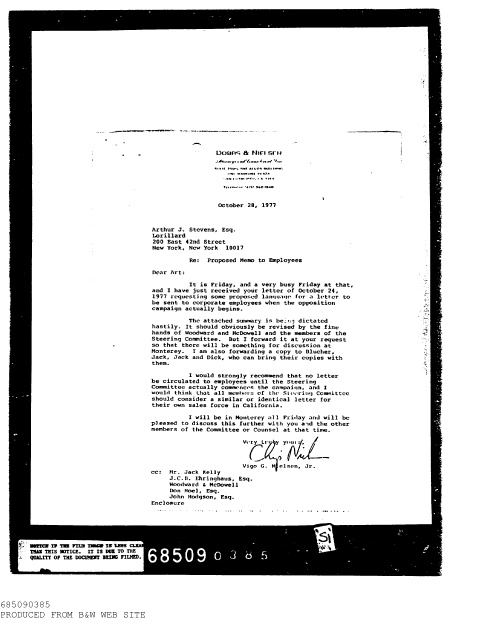 DOBBS & NIELSEN
October 28, 1977
Arthur J. Stevens, Esq.
Lorillard
200 East 42nd Street
New York, New York 10017
Re: Proposed Memo to Employees
Dear Art:
It is Friday, and a very busy Friday at that,
and I have just received your letter of October 24,
1977 requesting some proposed language for a letter to
be sent to corporate employees when the opposition
campaign actually begins.
The attached summary is being dictated
hastily. It should obviously be revised by the fine
hands of Woodward and McDowell and the members of the
Steering Committee. But I forward it at your request
so that there will be something for discussion at
Monterey. I am also forwarding a copy to Blucher,
Jack, Jack and Dick, who can bring their copies with
them.
I would strongly recommend that no letter
be circulated to employees until the Steering
Committee actually commences the campaign, and I
would think that all members of the Steering Committee
should consider a similar or identical letter for
their own sales force in California.
I will be in Monterey all Friday and will be
pleased to discuss this further with you and the other
members of the Committee or Counsel at that time.
Very truly yours,
Vigo G. Nielsen, Jr.
cc: Mr. Jack Kelly
J.C.B. Ehringhaus, Esq.
Woodward & McDowell
Don Hoel, Esq.
John Hodgson, Esq.
Enclosure
NOTICE IF THE FILM IMAGE IS LESS CLEAR
THAN THIS NOTICE. IT IS DUE TO THE
QUALITY OF THE DOCUMENT BEING FILMED.
68509 0385
685090385
PRODUCED FROM B&W WEB SITE